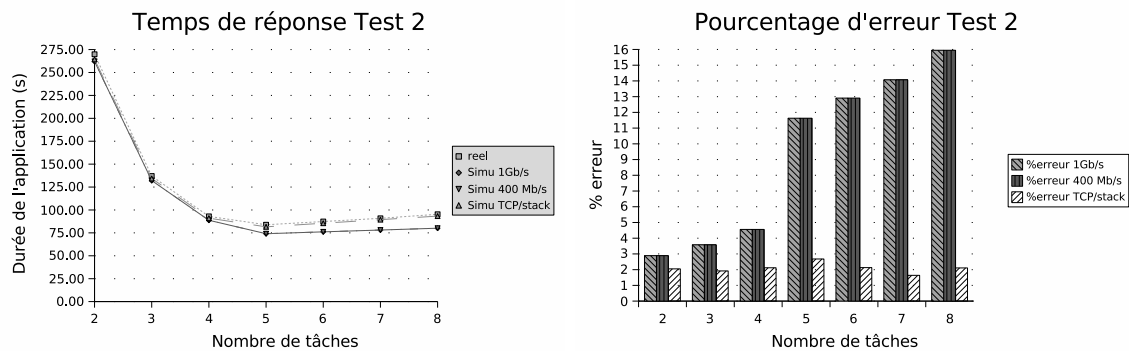 Temps de réponse Test 2
Durée de l'application (s)
275.00
250.00
225.00
200.00
175.00
150.00
125.00
100.00
75.00
50.00
25.00
0.00
2 3 4 5 6 7 8
Nombre de tâches
reel
Simu 1Gb/s
Simu 400 Mb/s
Simu TCP/stack
Pourcentage d'erreur Test 2
% erreur
16
15
14
13
12
11
10
9
8
7
6
5
4
3
2
1
0
2 3 4 5 6 7 8
Nombre de tâches
%erreur 1Gb/s
%erreur 400 Mb/s
%erreur TCP/stack